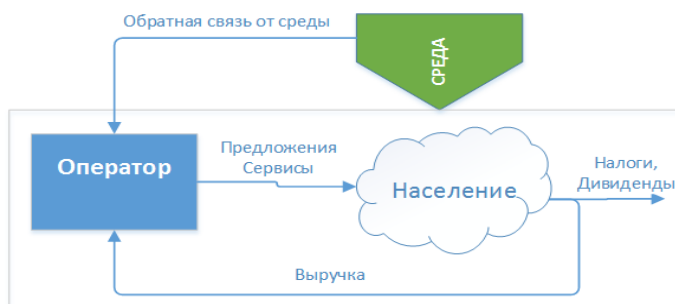 Обратная связь от среды
СРЕДА
Оператор
Предложения
Сервисы
Население
Налоги,
Дивиденды
Выручка